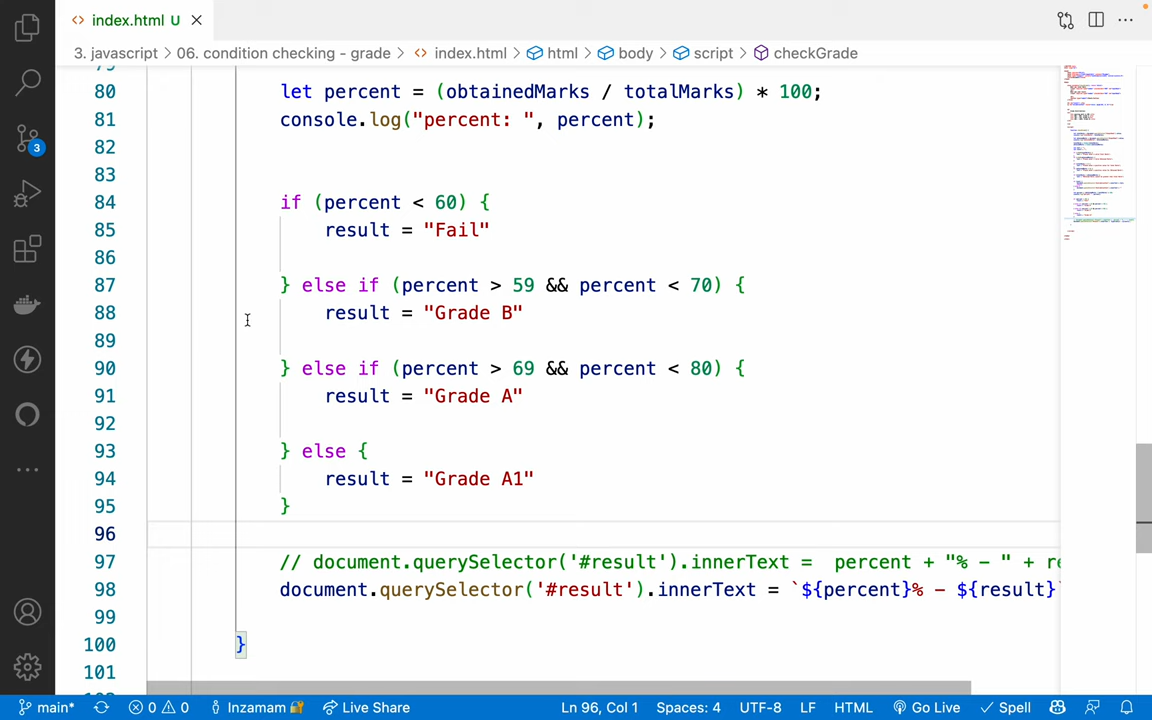 index.html U
3. javascript > 06. condition checking - grade > index.html > html > body > script > checkGrade
80 let percent = (obtainedMarks / totalMarks) * 100;
81 console.log("percent: ", percent);
82
83
84 if (percent < 60) {
85 result = "Fail"
86
87 } else if (percent > 59 && percent < 70) {
88 result = "Grade B"
89
90 } else if (percent > 69 && percent < 80) {
91 result = "Grade A"
92
93 } else {
94 result = "Grade A1"
95 }
96
97 // document.querySelector('#result').innerText =  percent + "% - " + re
98 document.querySelector('#result').innerText = `${percent}% - ${result}`
99
100 }
101
3
main* 0 0 Inzamam Live Share Ln 96, Col 1 Spaces: 4 UTF-8 LF HTML Go Live Spell